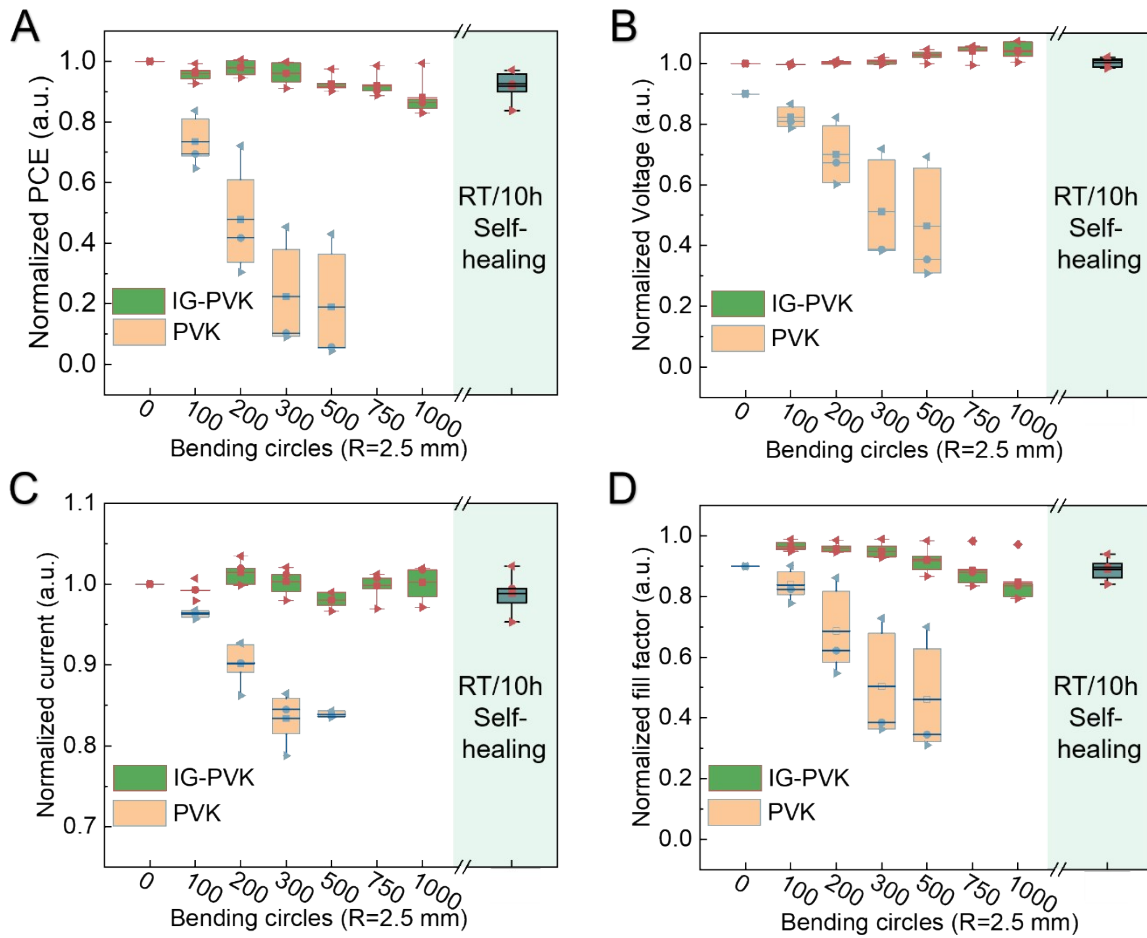 A
Normalized PCE (a.u.)
1.0
0.8
0.6
0.4
0.2
0.0
IG-PVK
PVK
RT/10h
Self-
healing
0
100
200
300
500
750
1000
Bending circles (R=2.5 mm)
B
Normalized Voltage (a.u.)
1.0
0.8
0.6
0.4
0.2
0.0
IG-PVK
PVK
RT/10h
Self-
healing
0
100
200
300
500
750
1000
Bending circles (R=2.5 mm)
C
Normalized current (a.u.)
1.1
1.0
0.9
0.8
0.7
IG-PVK
PVK
RT/10h
Self-
healing
0
100
200
300
500
750
1000
Bending circles (R=2.5 mm)
D
Normalized fill factor (a.u.)
1.0
0.8
0.6
0.4
0.2
0.0
IG-PVK
PVK
RT/10h
Self-
healing
0
100
200
300
500
750
1000
Bending circles (R=2.5 mm)